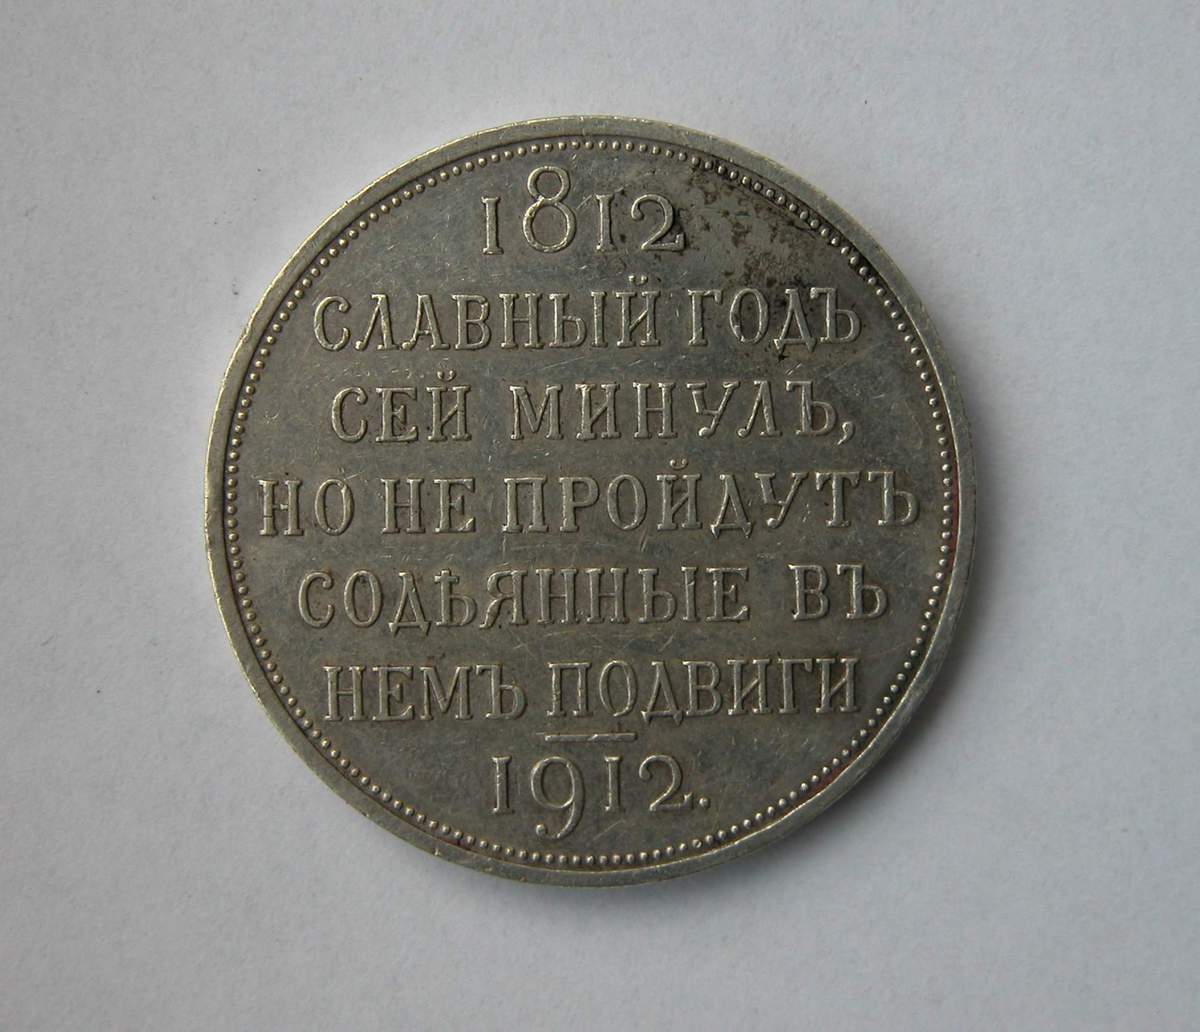 1812
СЛАВНЫЙ ГОДЪ
СЕЙ МИНУЛЪ,
НО НЕ ПРОЙДУТЪ
СОДѢЯННЫЕ ВЪ
НЕМЪ ПОДВИГИ
1912.